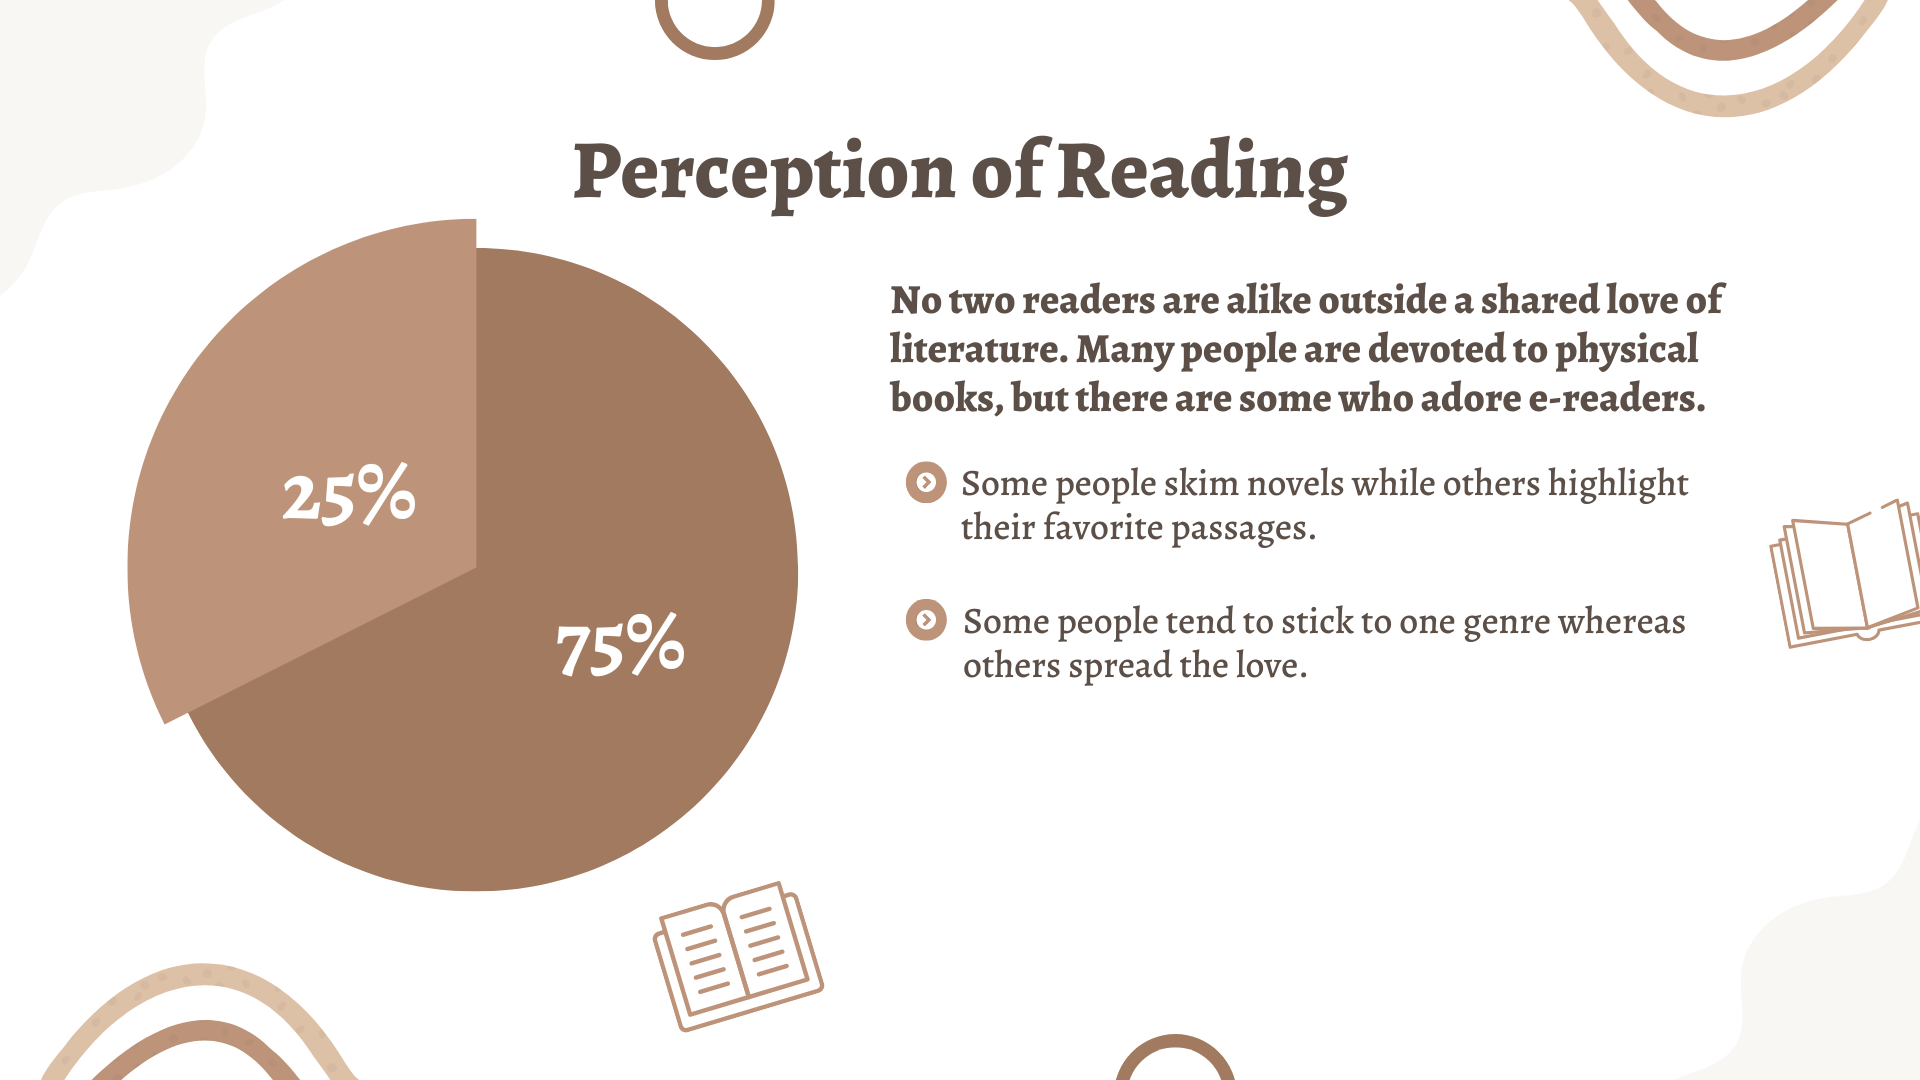 Perception of Reading
25%
75%
No two readers are alike outside a shared love of
literature. Many people are devoted to physical
books, but there are some who adore e-readers.
Some people skim novels while others highlight
their favorite passages.
Some people tend to stick to one genre whereas
others spread the love.